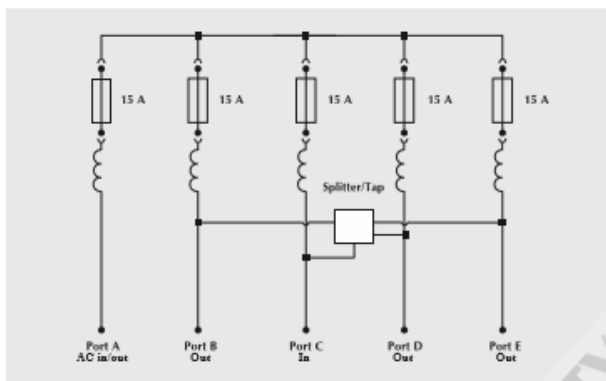 15 A 15 A 15 A 15 A 15 A
Splitter/Tap
Port A Port B Port C Port D Port E
AC in/out Out In Out Out